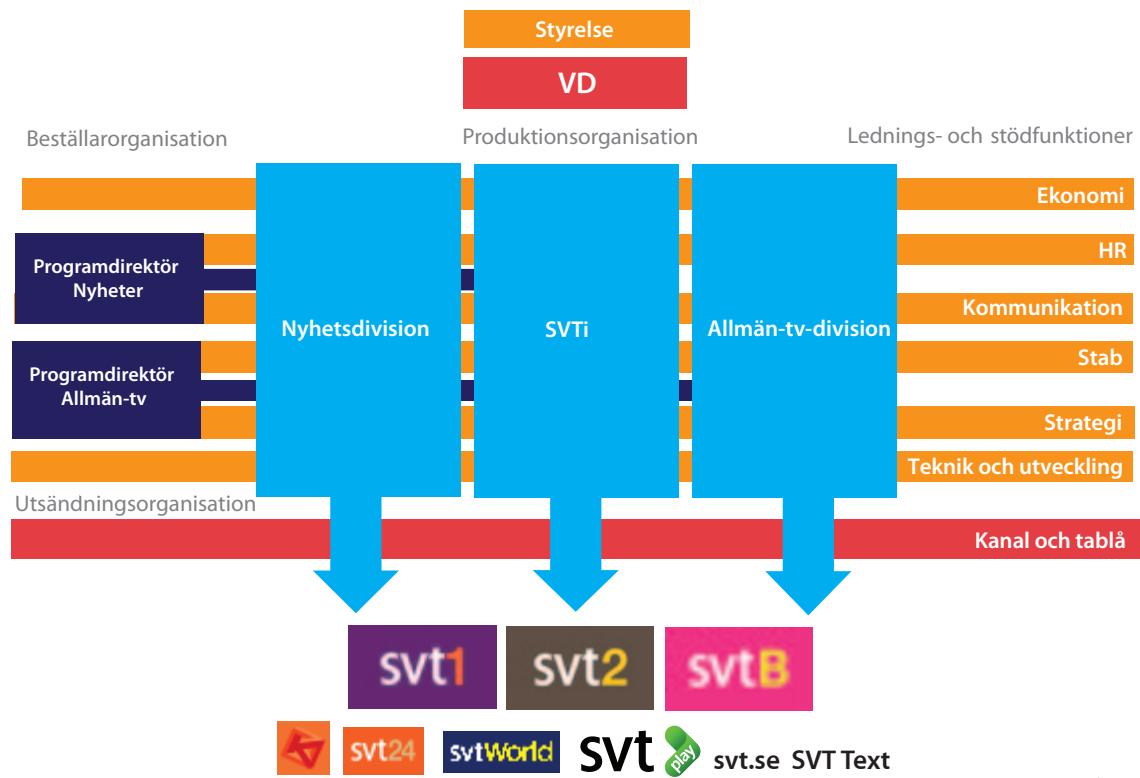 Styrelse
VD
Beställarorganisation
Produktionsorganisation
Lednings- och stödfunktioner
Ekonomi
HR
Programdirektör
Nyheter
Kommunikation
Nyhetsdivision
SVTi
Allmän-tv-division
Stab
Programdirektör
Allmän-tv
Strategi
Teknik och utveckling
Utsändningsorganisation
Kanal och tablå
svt1
svt2
svtB
svt24
svtWorld
svt play
svt.se SVT Text